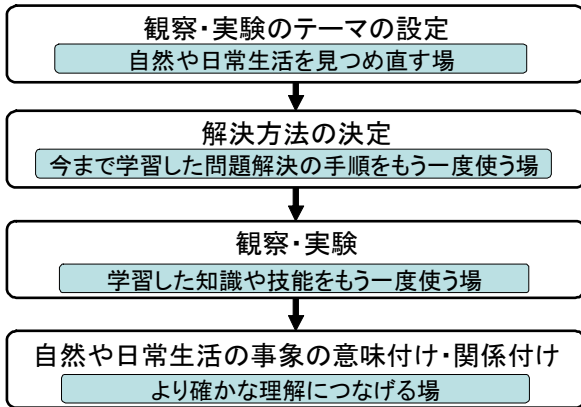 観察・実験のテーマの設定
自然や日常生活を見つめ直す場
解決方法の決定
今まで学習した問題解決の手順をもう一度使う場
観察・実験
学習した知識や技能をもう一度使う場
自然や日常生活の事象の意味付け・関係付け
より確かな理解につなげる場